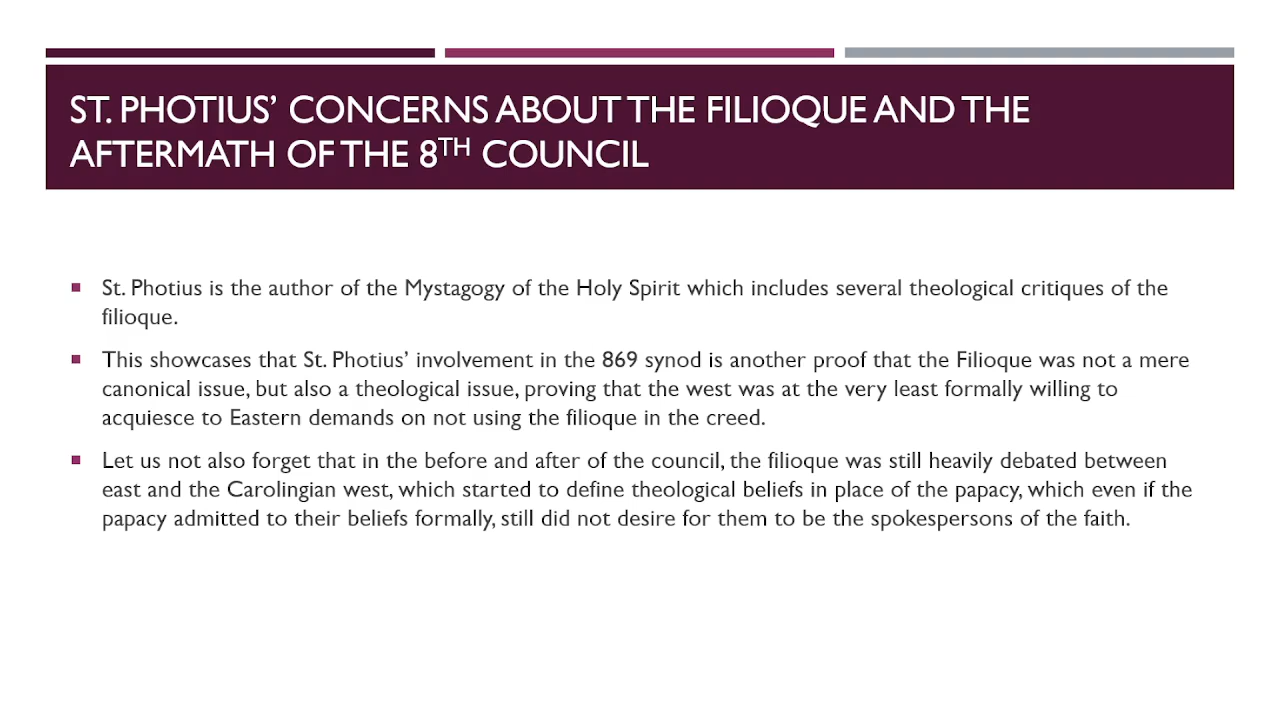 ST. PHOTIUS’ CONCERNS ABOUT THE FILIOQUE AND THE
AFTERMATH OF THE 8TH COUNCIL
St. Photius is the author of the Mystagogy of the Holy Spirit which includes several theological critiques of the
filioque.
This showcases that St. Photius’ involvement in the 869 synod is another proof that the Filioque was not a mere
canonical issue, but also a theological issue, proving that the west was at the very least formally willing to
acquiesce to Eastern demands on not using the filioque in the creed.
Let us not also forget that in the before and after of the council, the filioque was still heavily debated between
east and the Carolingian west, which started to define theological beliefs in place of the papacy, which even if the
papacy admitted to their beliefs formally, still did not desire for them to be the spokespersons of the faith.